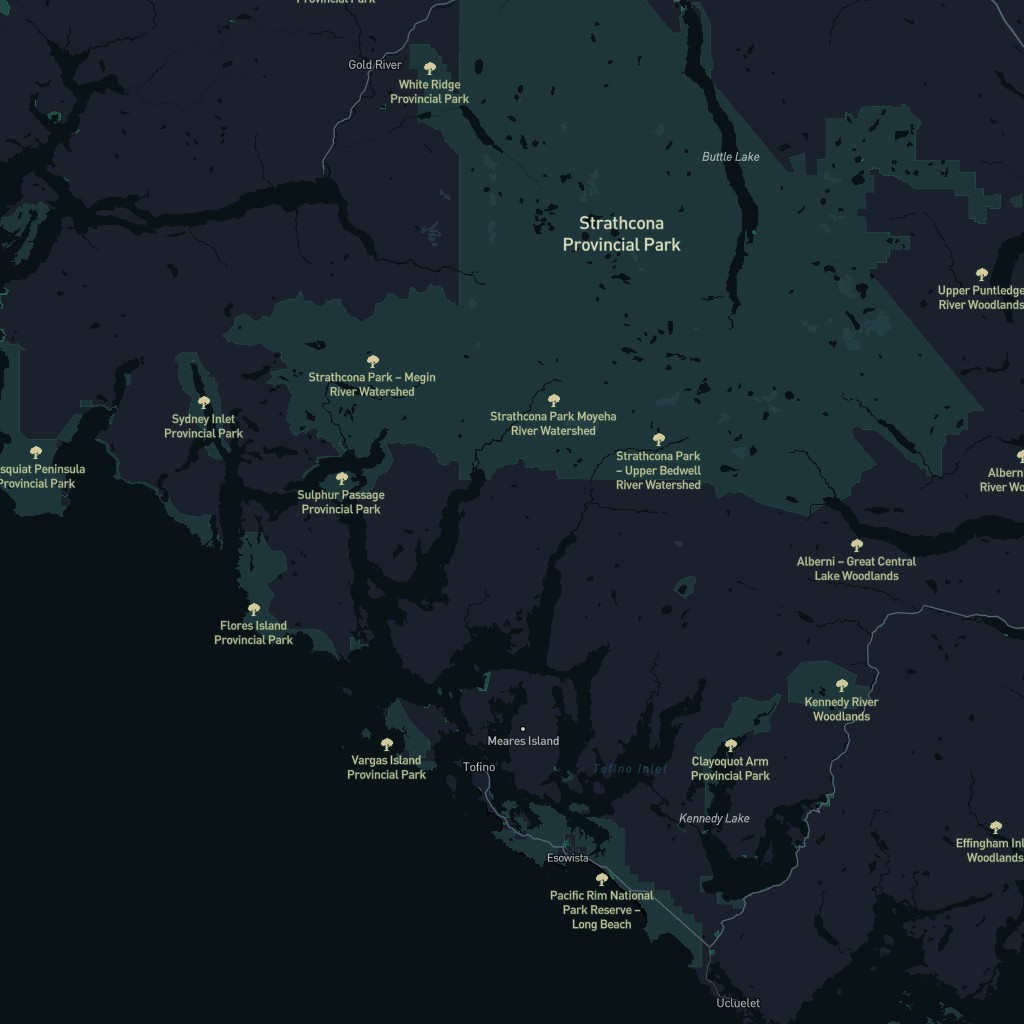 Provincial Park
Gold River
White Ridge
Provincial Park
Buttle Lake
Strathcona
Provincial Park
Upper Puntledge
River Woodlands
Strathcona Park – Megin
River Watershed
Sydney Inlet
Provincial Park
Strathcona Park Moyeha
River Watershed
Strathcona Park
– Upper Bedwell
River Watershed
squiat Peninsula
Provincial Park
Alberni
River Wo
Sulphur Passage
Provincial Park
Alberni – Great Central
Lake Woodlands
Flores Island
Provincial Park
Kennedy River
Woodlands
Meares Island
Vargas Island
Provincial Park
Tofino
Tofino Inlet
Clayoquot Arm
Provincial Park
Kennedy Lake
Effingham Inl
Woodlands
Esowista
Pacific Rim National
Park Reserve –
Long Beach
Ucluelet